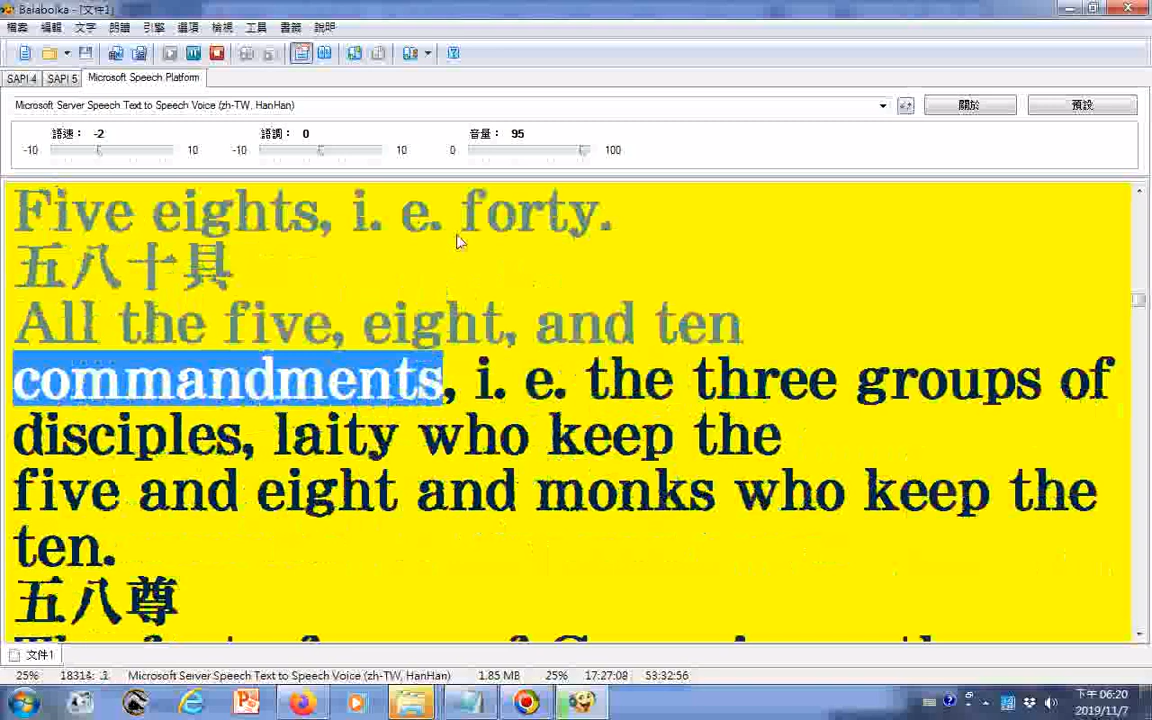 Balabolka - [文件1]
檔案 編輯 文字 朗讀 引擎 選項 檢視 工具 書籤 說明
SAPI 4 SAPI 5 Microsoft Speech Platform
Microsoft Server Speech Text to Speech Voice (zh-TW, HanHan) 關於 預設
語速： -2 語調： 0 音量： 95
-10 10 -10 10 0 100
Five eights, i. e. forty.
五八十具
All the five, eight, and ten
commandments, i. e. the three groups of
disciples, laity who keep the
five and eight and monks who keep the
ten.
五八尊
文件1
25% 18314: .1 Microsoft Server Speech Text to Speech Voice (zh-TW, HanHan) 1.85 MB 25% 17:27:08 53:32:56
下午 06:20
2019/11/7